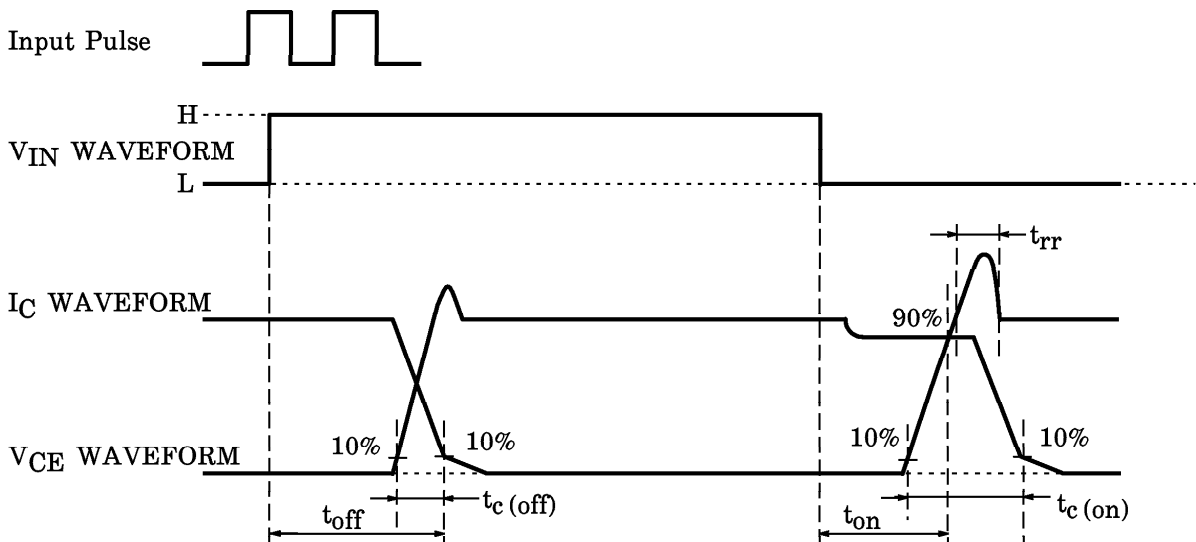 Input Pulse
H
VIN WAVEFORM
L
trr
IC WAVEFORM
90%
10%
10%
10%
10%
VCE WAVEFORM
tc (off)
tc (on)
toff
ton